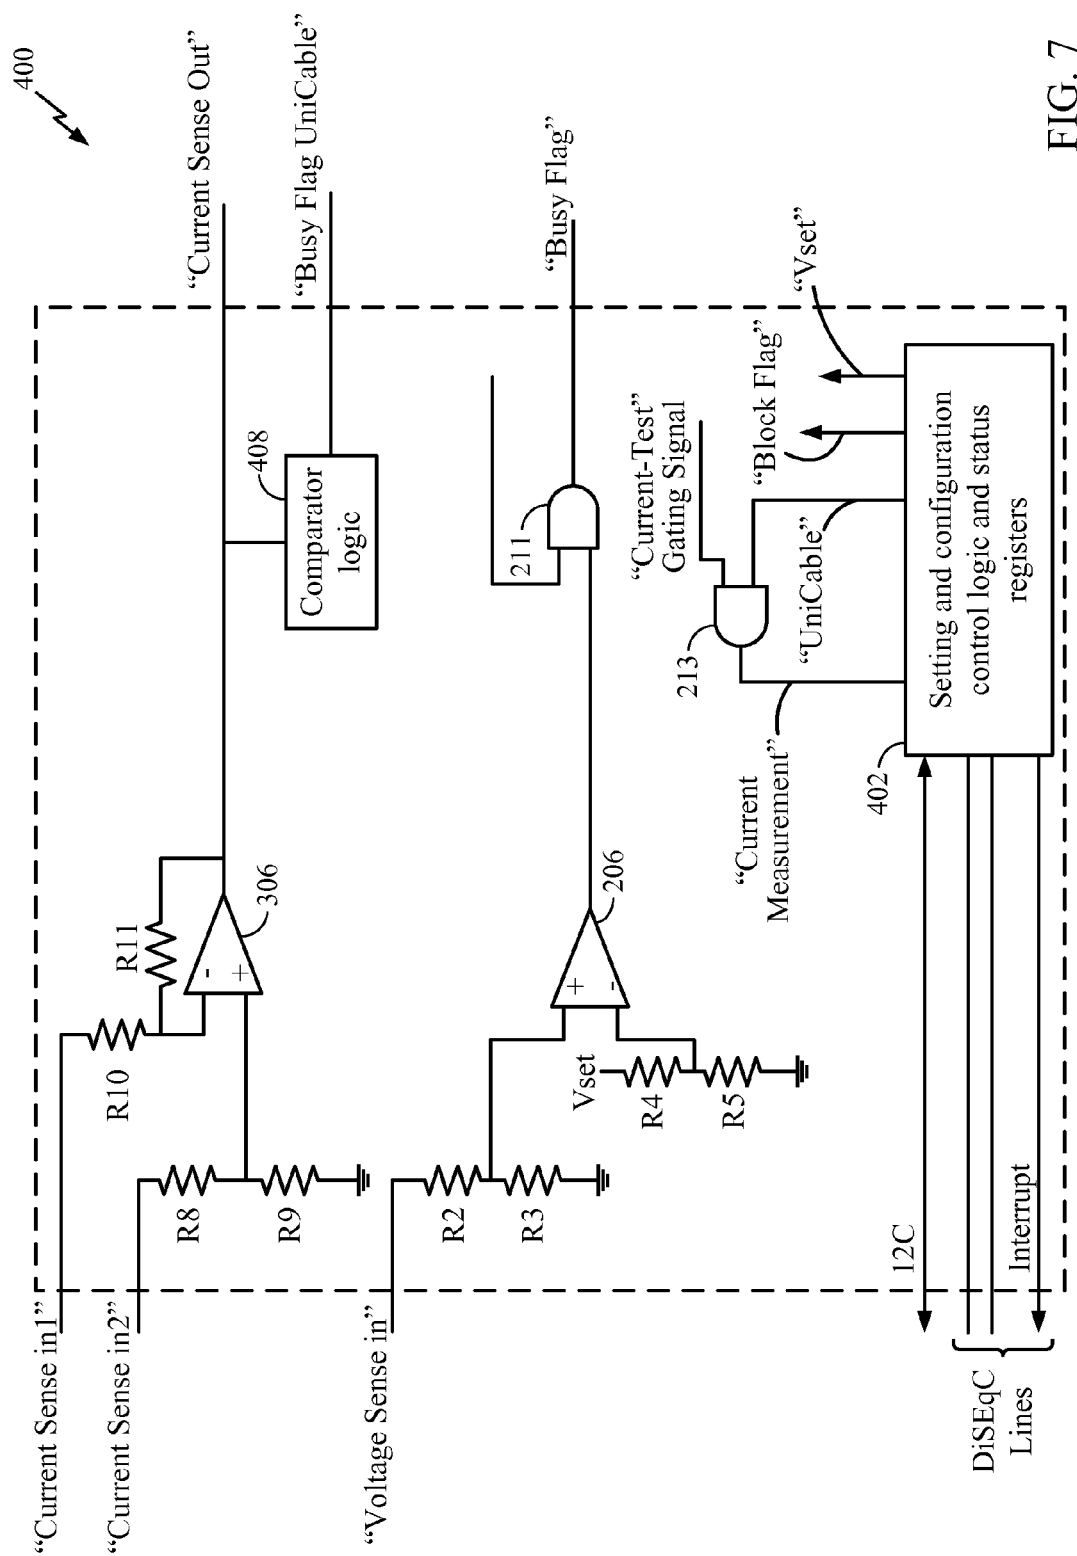 400
“Current Sense Out”
“Busy Flag UniCable”
“Busy Flag”
“Vset”
408
Comparator
logic
211
“Current-Test”
Gating Signal
“Block Flag”
“UniCable”
213
“Current
Measurement”
Setting and configuration
control logic and status
registers
402
R11
-
+
306
R10
R8
R9
+
-
206
Vset
R4
R5
R2
R3
“Current Sense in1”
“Current Sense in2”
“Voltage Sense in”
12C
Interrupt
DiSEqC
Lines
FIG. 7